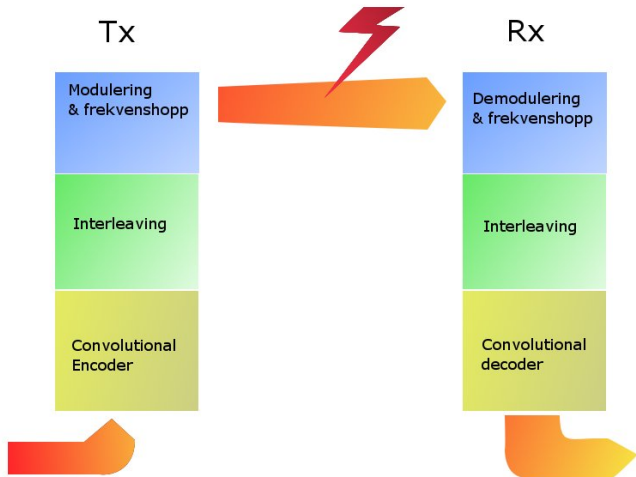 Tx
Rx
Modulering
& frekvenshopp
Interleaving
Convolutional
Encoder
Demodulering
& frekvenshopp
Interleaving
Convolutional
decoder